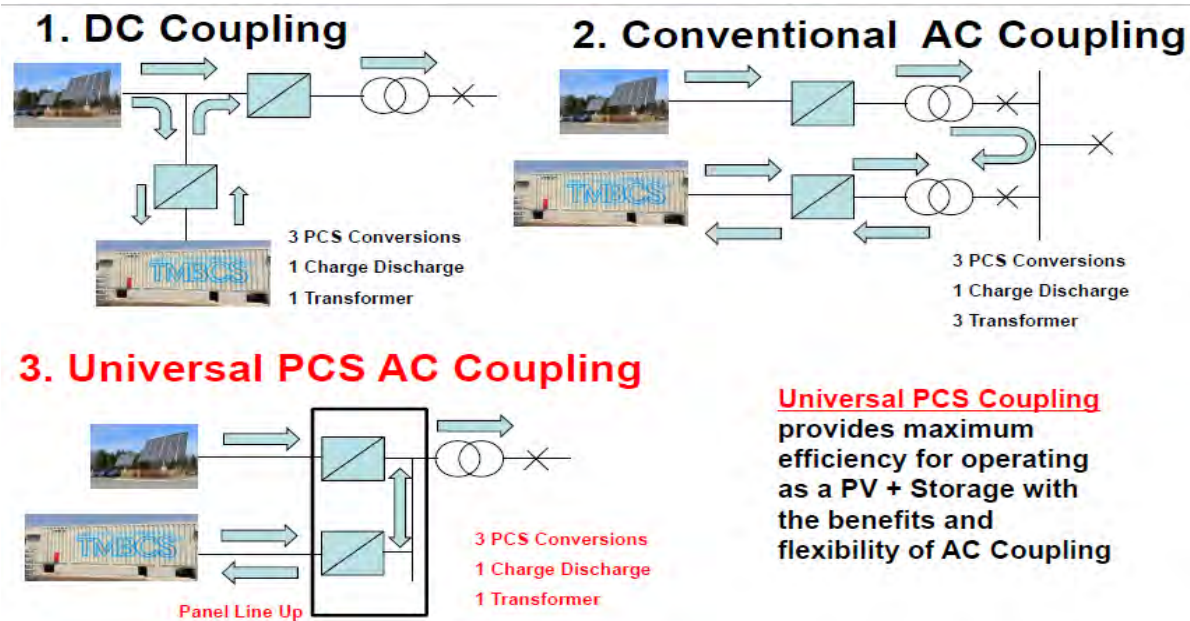 1. DC Coupling
TMBCS
3 PCS Conversions
1 Charge Discharge
1 Transformer
2. Conventional AC Coupling
TMBCS
3 PCS Conversions
1 Charge Discharge
3 Transformer
3. Universal PCS AC Coupling
TMBCS
Panel Line Up
3 PCS Conversions
1 Charge Discharge
1 Transformer
Universal PCS Coupling
provides maximum
efficiency for operating
as a PV + Storage with
the benefits and
flexibility of AC Coupling